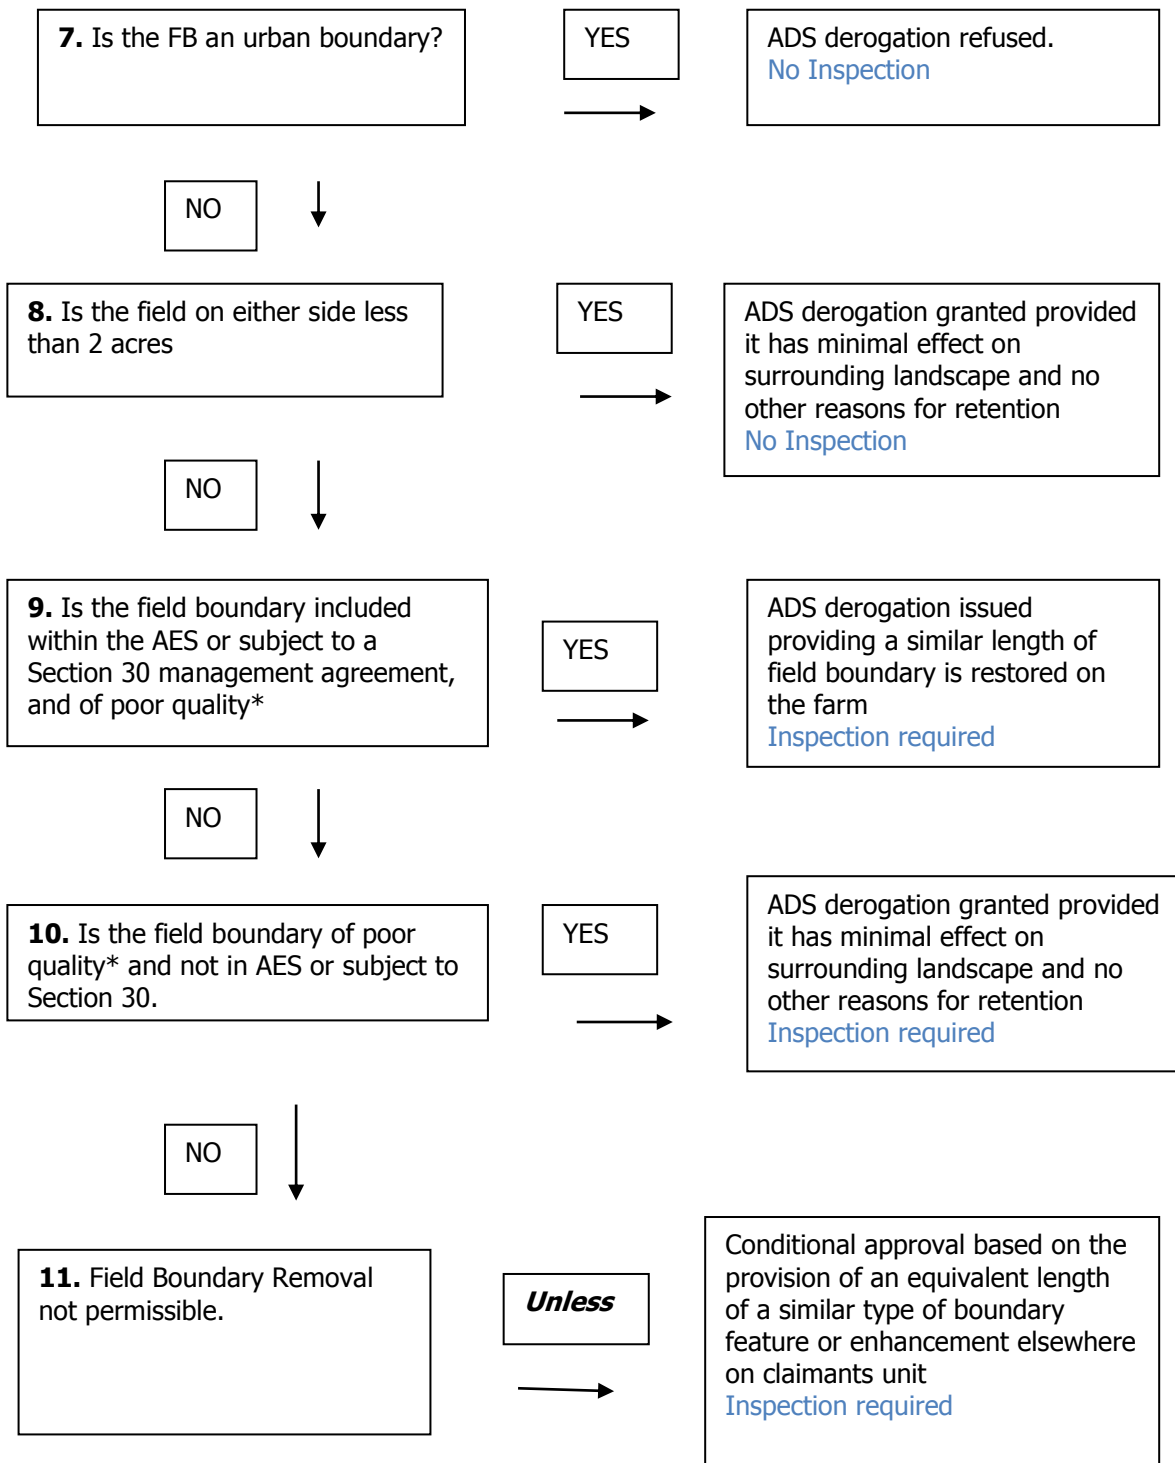 7. Is the FB an urban boundary?
YES
ADS derogation refused.
No Inspection
NO
8. Is the field on either side less
than 2 acres
YES
ADS derogation granted provided
it has minimal effect on
surrounding landscape and no
other reasons for retention
No Inspection
NO
9. Is the field boundary included
within the AES or subject to a
Section 30 management agreement,
and of poor quality*
YES
ADS derogation issued
providing a similar length of
field boundary is restored on
the farm
Inspection required
NO
10. Is the field boundary of poor
quality* and not in AES or subject to
Section 30.
YES
ADS derogation granted provided
it has minimal effect on
surrounding landscape and no
other reasons for retention
Inspection required
NO
11. Field Boundary Removal
not permissible.
Unless
Conditional approval based on the
provision of an equivalent length
of a similar type of boundary
feature or enhancement elsewhere
on claimants unit
Inspection required